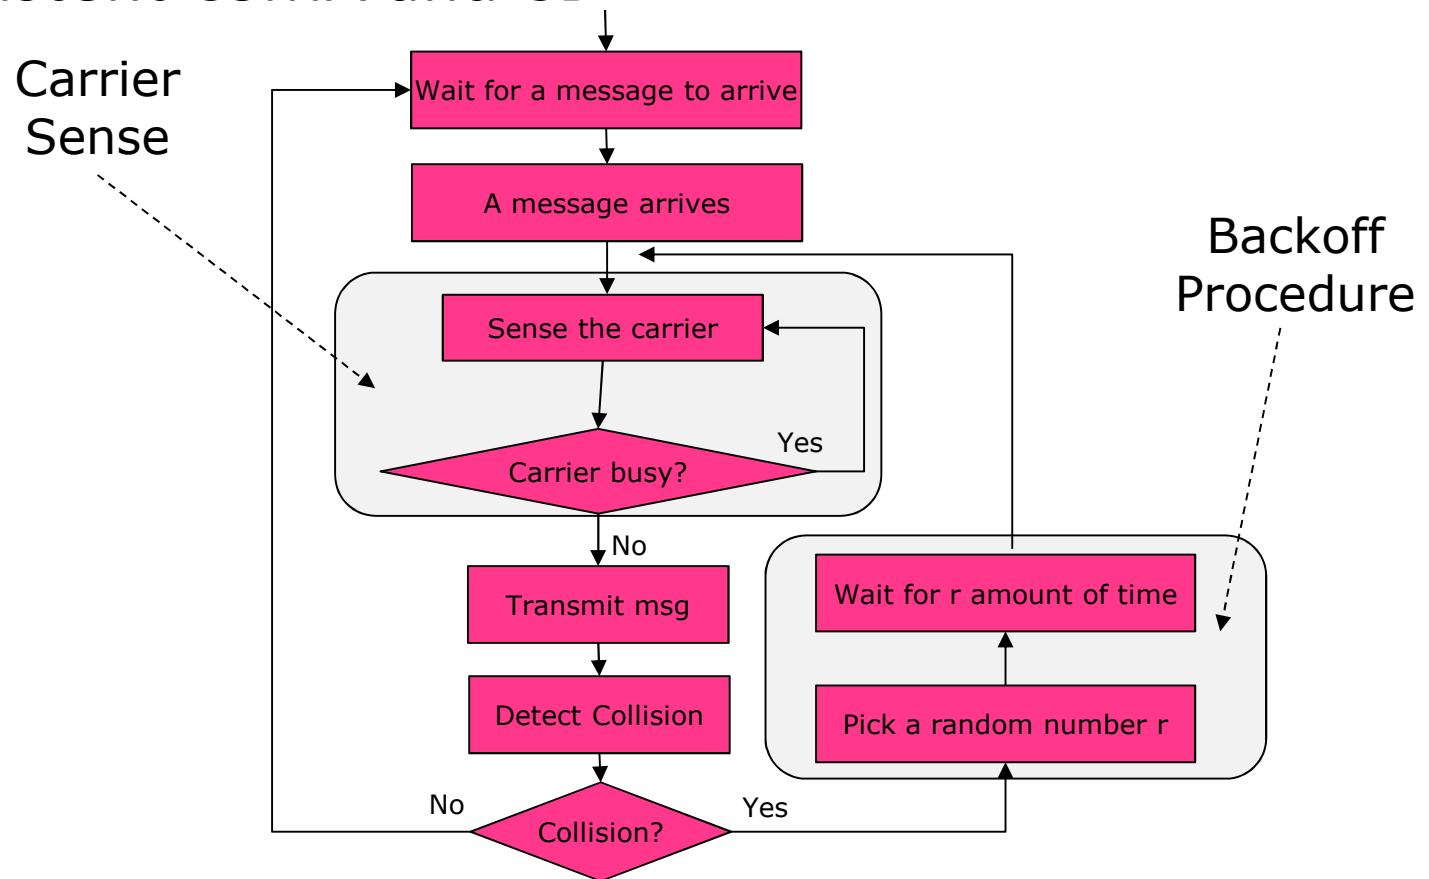 Carrier
Sense
Wait for a message to arrive
A message arrives
Backoff
Procedure
Sense the carrier
Yes
Carrier busy?
No
Transmit msg
Wait for r amount of time
Detect Collision
Pick a random number r
No
Yes
Collision?